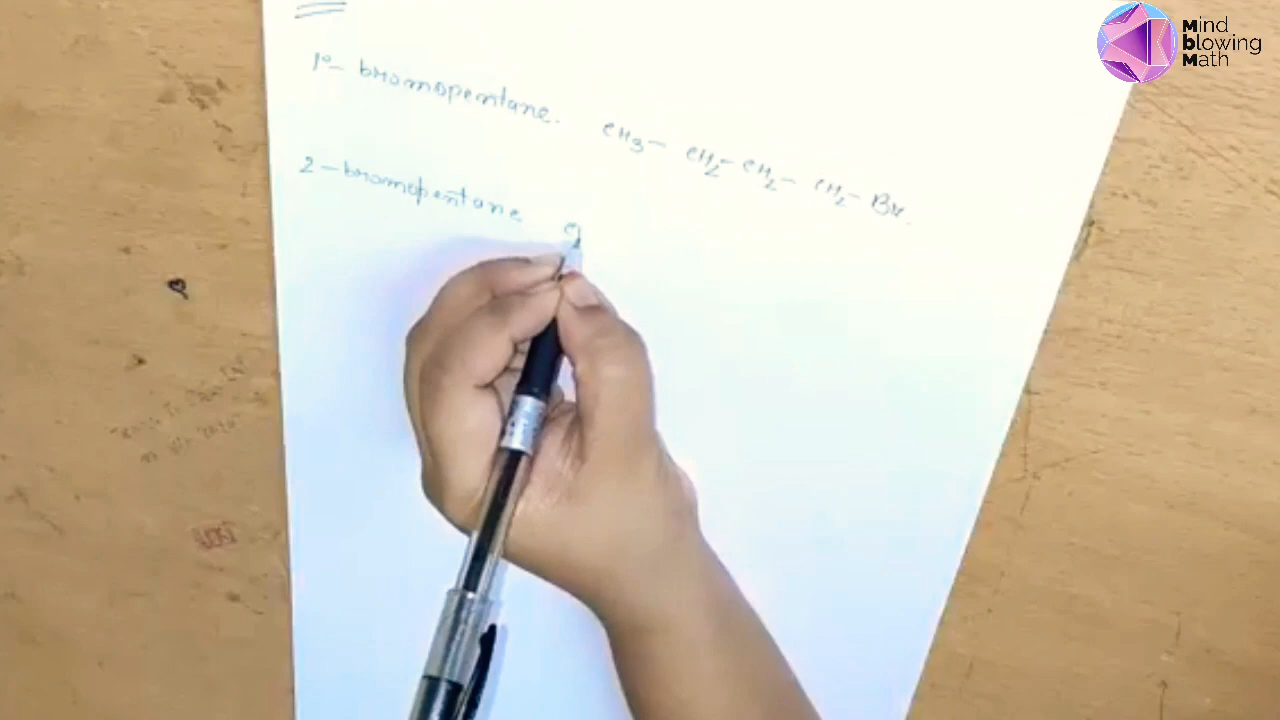 Mind
blowing
Math
1°- bromopentane. CH3 - CH2 - CH2 - CH2 - Br.
2 - bromopentane C